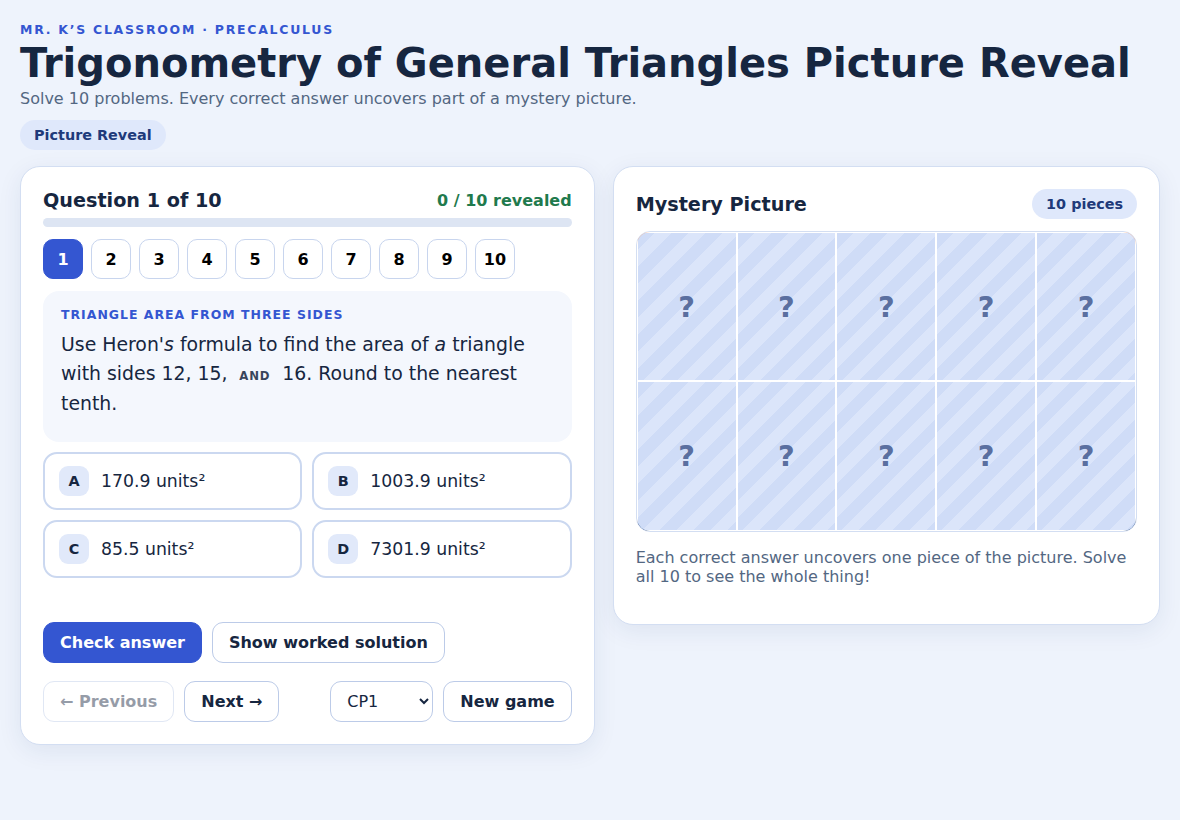 MR. K’S CLASSROOM · PRECALCULUS
Trigonometry of General Triangles Picture Reveal
Solve 10 problems. Every correct answer uncovers part of a mystery picture.
Picture Reveal
Question 1 of 10
0 / 10 revealed
1 2 3 4 5 6 7 8 9 10
TRIANGLE AREA FROM THREE SIDES
Use Heron's formula to find the area of a triangle
with sides 12, 15, AND 16. Round to the nearest
tenth.
A 170.9 units²
B 1003.9 units²
C 85.5 units²
D 7301.9 units²
Check answer
Show worked solution
← Previous
Next →
CP1
New game
Mystery Picture
10 pieces
? ? ? ? ?
? ? ? ? ?
Each correct answer uncovers one piece of the picture. Solve
all 10 to see the whole thing!